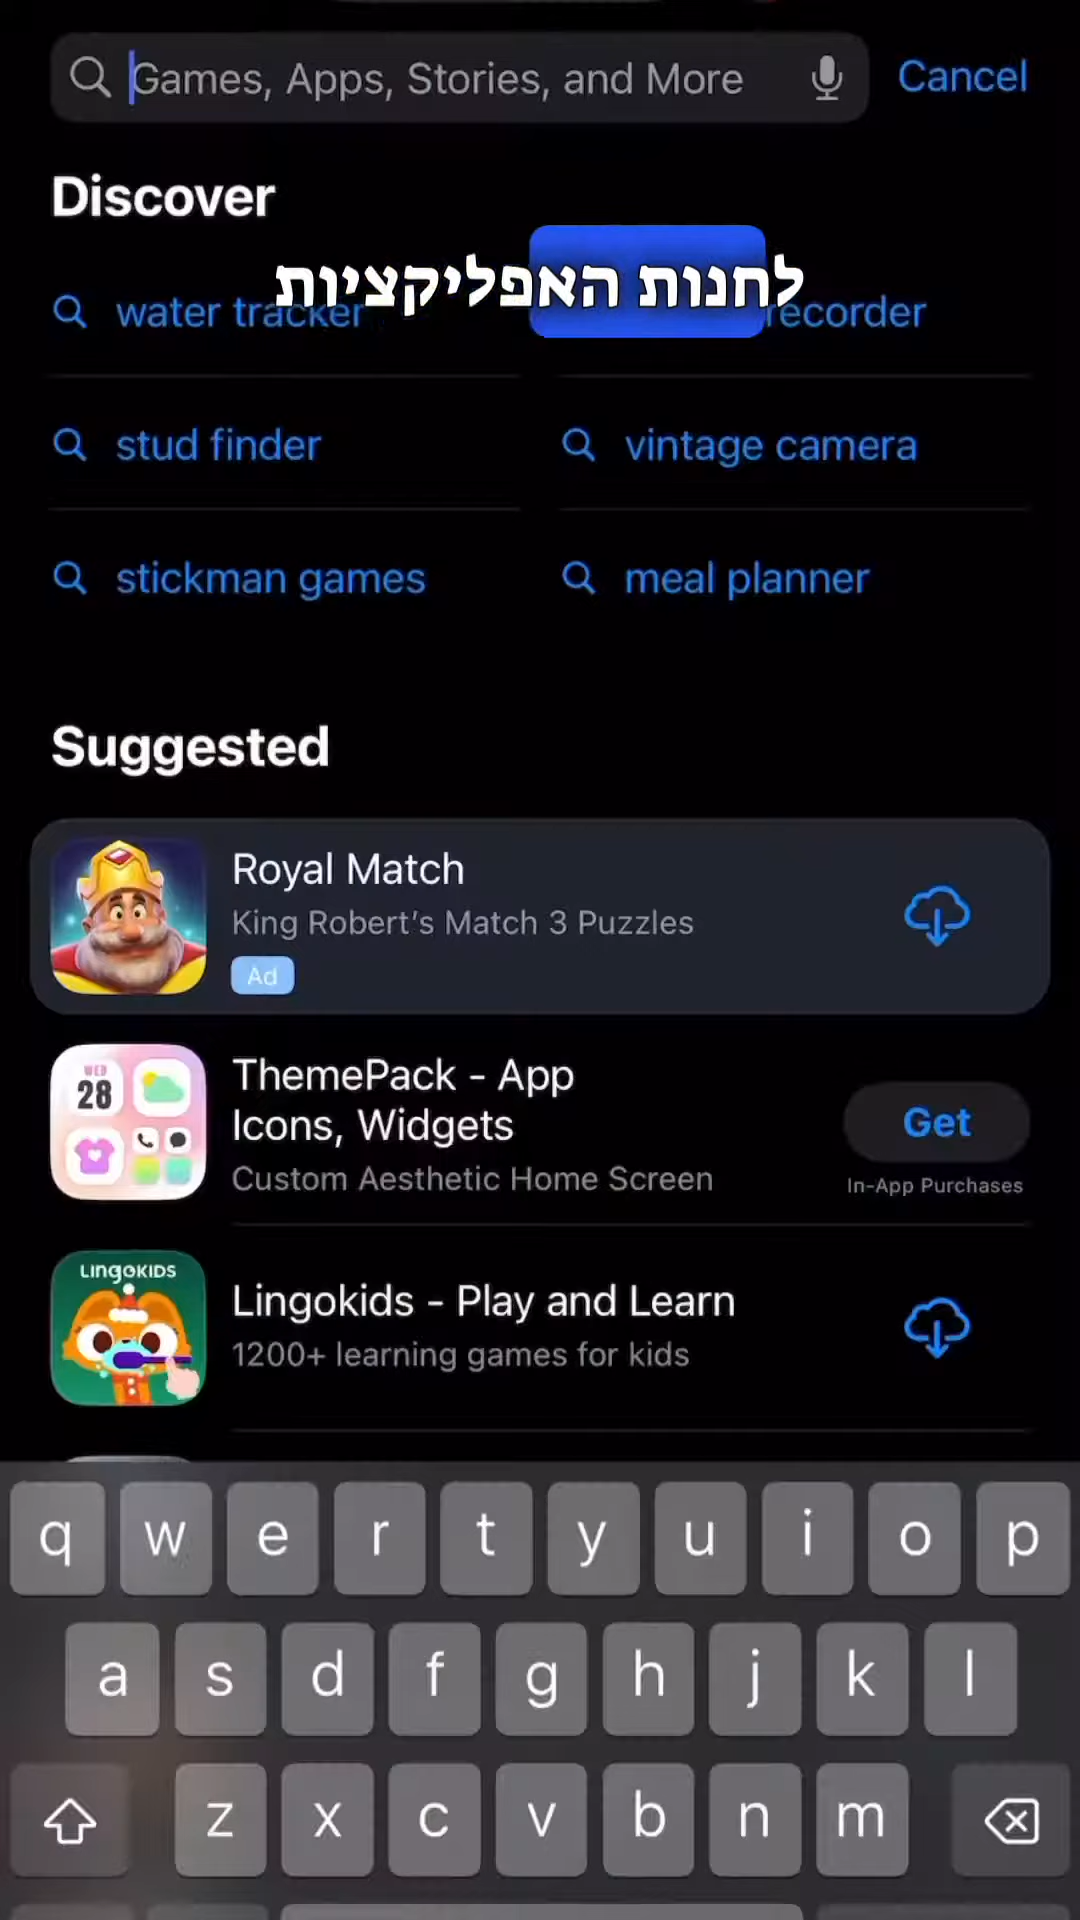 Games, Apps, Stories, and More
Cancel
Discover
לחנות האפליקציות
water tracker
recorder
stud finder
vintage camera
stickman games
meal planner
Suggested
Royal Match
King Robert's Match 3 Puzzles
Ad
WED
28
ThemePack - App
Icons, Widgets
Custom Aesthetic Home Screen
Get
In-App Purchases
LINGOKIDS
Lingokids - Play and Learn
1200+ learning games for kids
q w e r t y u i o p
a s d f g h j k l
z x c v b n m